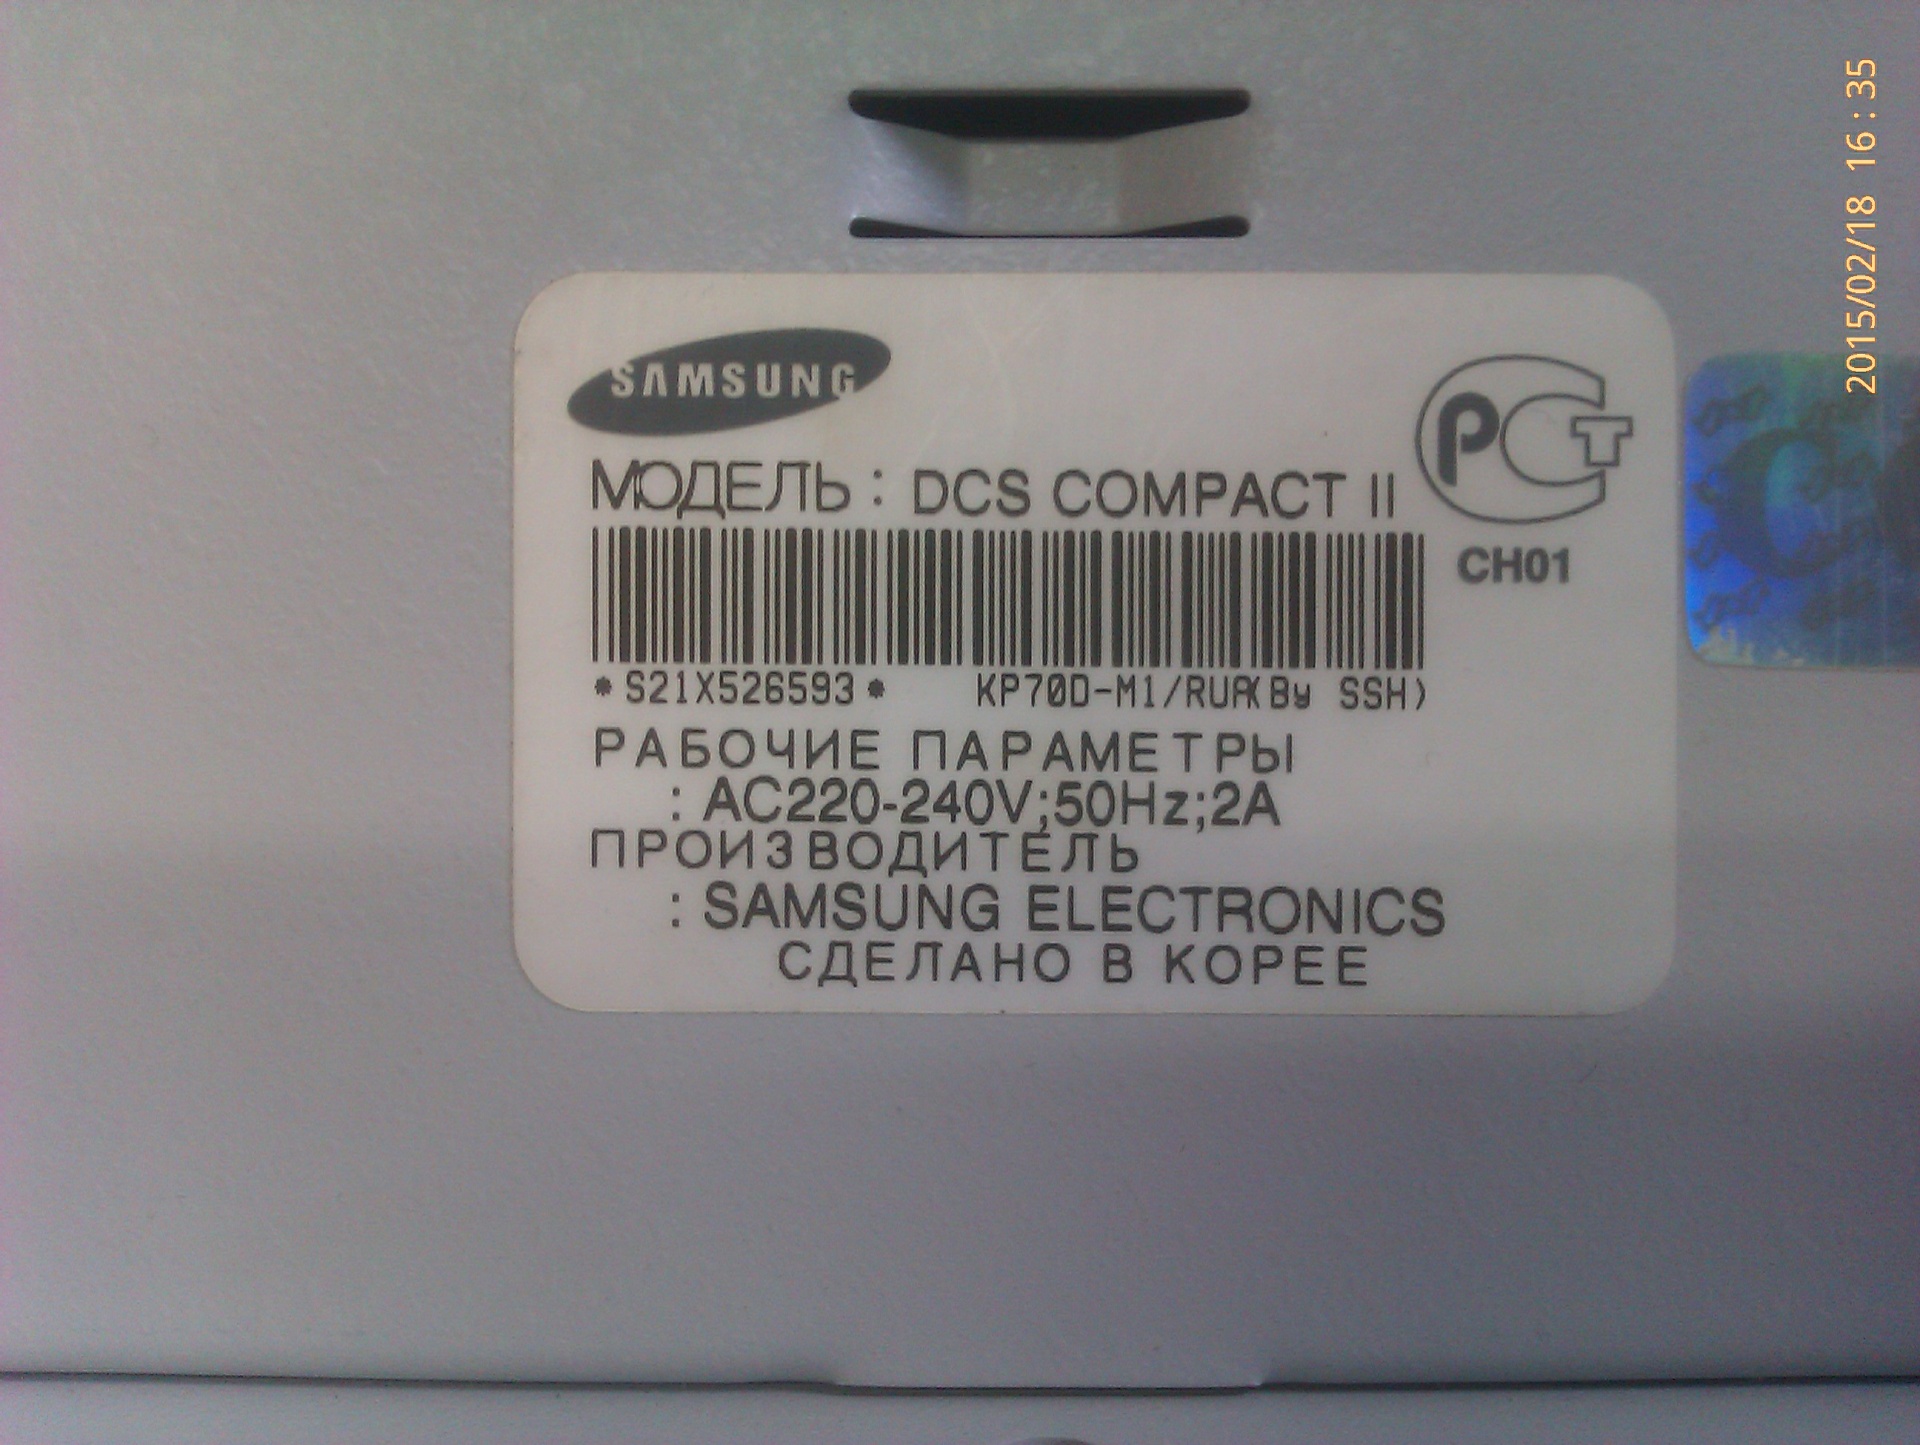 2015/02/18 16:35
SAMSUNG
МОДЕЛЬ : DCS COMPACT II
РСТ
CH01
*S21X526593* KP70D-M1/RUA(By SSH)
РАБОЧИЕ ПАРАМЕТРЫ
: AC220-240V;50Hz;2A
ПРОИЗВОДИТЕЛЬ
: SAMSUNG ELECTRONICS
СДЕЛАНО В КОРЕЕ